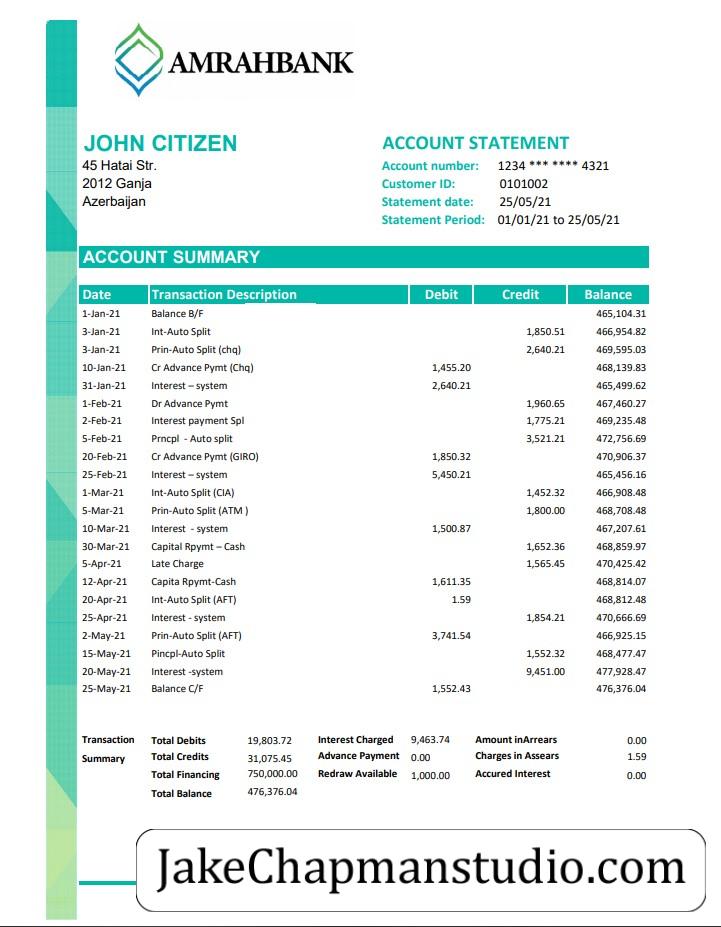 AMRAHBANK
JOHN CITIZEN
45 Hatai Str.
2012 Ganja
Azerbaijan
ACCOUNT STATEMENT
Account number: 1234 *** **** 4321
Customer ID: 0101002
Statement date: 25/05/21
Statement Period: 01/01/21 to 25/05/21
ACCOUNT SUMMARY
Date Transaction Description Debit Credit Balance
1-Jan-21 Balance B/F 465,104.31
3-Jan-21 Int-Auto Split 1,850.51 466,954.82
3-Jan-21 Prin-Auto Split (chq) 2,640.21 469,595.03
10-Jan-21 Cr Advance Pymt (Chq) 1,455.20 468,139.83
31-Jan-21 Interest – system 2,640.21 465,499.62
1-Feb-21 Dr Advance Pymt 1,960.65 467,460.27
2-Feb-21 Interest payment Spl 1,775.21 469,235.48
5-Feb-21 Prncpl - Auto split 3,521.21 472,756.69
20-Feb-21 Cr Advance Pymt (GIRO) 1,850.32 470,906.37
25-Feb-21 Interest – system 5,450.21 465,456.16
1-Mar-21 Int-Auto Split (CIA) 1,452.32 466,908.48
5-Mar-21 Prin-Auto Split (ATM ) 1,800.00 468,708.48
10-Mar-21 Interest - system 1,500.87 467,207.61
30-Mar-21 Capital Rpymt – Cash 1,652.36 468,859.97
5-Apr-21 Late Charge 1,565.45 470,425.42
12-Apr-21 Capita Rpymt-Cash 1,611.35 468,814.07
20-Apr-21 Int-Auto Split (AFT) 1.59 468,812.48
25-Apr-21 Interest - system 1,854.21 470,666.69
2-May-21 Prin-Auto Split (AFT) 3,741.54 466,925.15
15-May-21 Pincpl-Auto Split 1,552.32 468,477.47
20-May-21 Interest -system 9,451.00 477,928.47
25-May-21 Balance C/F 1,552.43 476,376.04
Transaction Total Debits 19,803.72 Interest Charged 9,463.74 Amount inArrears 0.00
Summary Total Credits 31,075.45 Advance Payment 0.00 Charges in Assears 1.59
Total Financing 750,000.00 Redraw Available 1,000.00 Accured Interest 0.00
Total Balance 476,376.04
JakeChapmanstudio.com